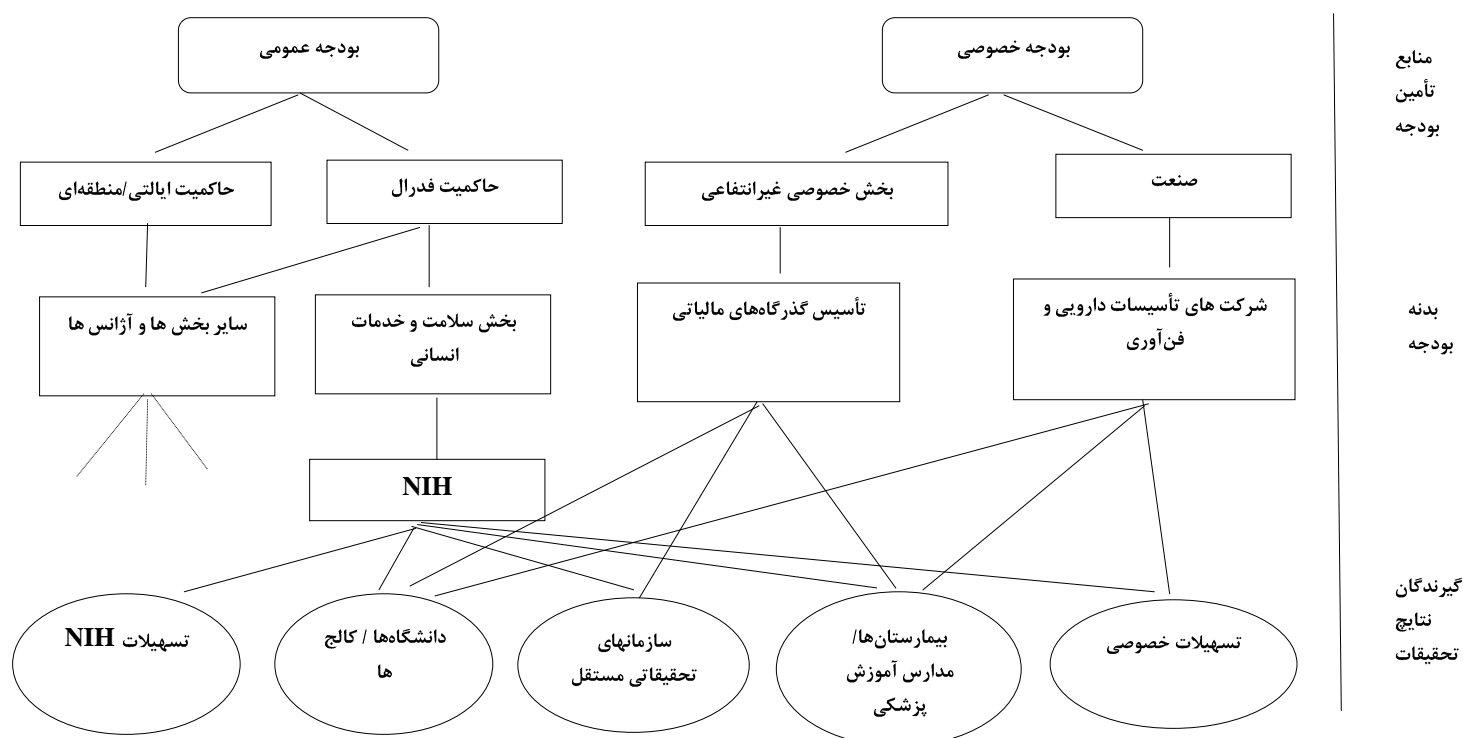 بودجه عمومی
بودجه خصوصی
منابع
تأمین
بودجه
حاکمیت ایالتی/منطقه‌ای
حاکمیت فدرال
بخش خصوصی غیرانتفاعی
صنعت
سایر بخش ها و آژانس ها
بخش سلامت و خدمات
انسانی
تأسیس گذرگاه‌های مالیاتی
شرکت های تأسیسات دارویی و
فن‌آوری
بدنه
بودجه
NIH
تسهیلات NIH
دانشگاه‌ها / کالج
ها
سازمانهای
تحقیقاتی مستقل
بیمارستان‌ها/
مدارس آموزش
پزشکی
تسهیلات خصوصی
گیرندگان
نتایچ
تحقیقات